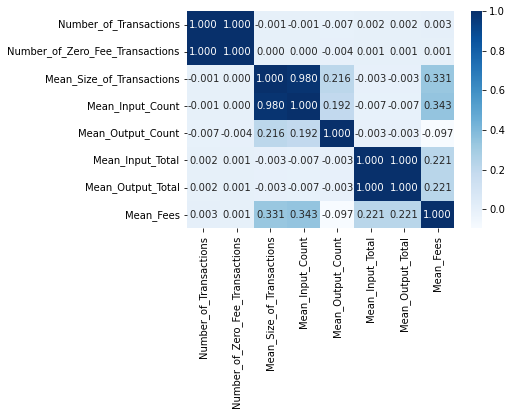 Number_of_Transactions 1.000 1.000 -0.001 -0.001 -0.007 0.002 0.002 0.003
Number_of_Zero_Fee_Transactions 1.000 1.000 0.000 0.000 -0.004 0.001 0.001 0.001
Mean_Size_of_Transactions -0.001 0.000 1.000 0.980 0.216 -0.003 -0.003 0.331
Mean_Input_Count -0.001 0.000 0.980 1.000 0.192 -0.007 -0.007 0.343
Mean_Output_Count -0.007 -0.004 0.216 0.192 1.000 -0.003 -0.003 -0.097
Mean_Input_Total 0.002 0.001 -0.003 -0.007 -0.003 1.000 1.000 0.221
Mean_Output_Total 0.002 0.001 -0.003 -0.007 -0.003 1.000 1.000 0.221
Mean_Fees 0.003 0.001 0.331 0.343 -0.097 0.221 0.221 1.000
Number_of_Transactions
Number_of_Zero_Fee_Transactions
Mean_Size_of_Transactions
Mean_Input_Count
Mean_Output_Count
Mean_Input_Total
Mean_Output_Total
Mean_Fees
1.0
0.8
0.6
0.4
0.2
0.0